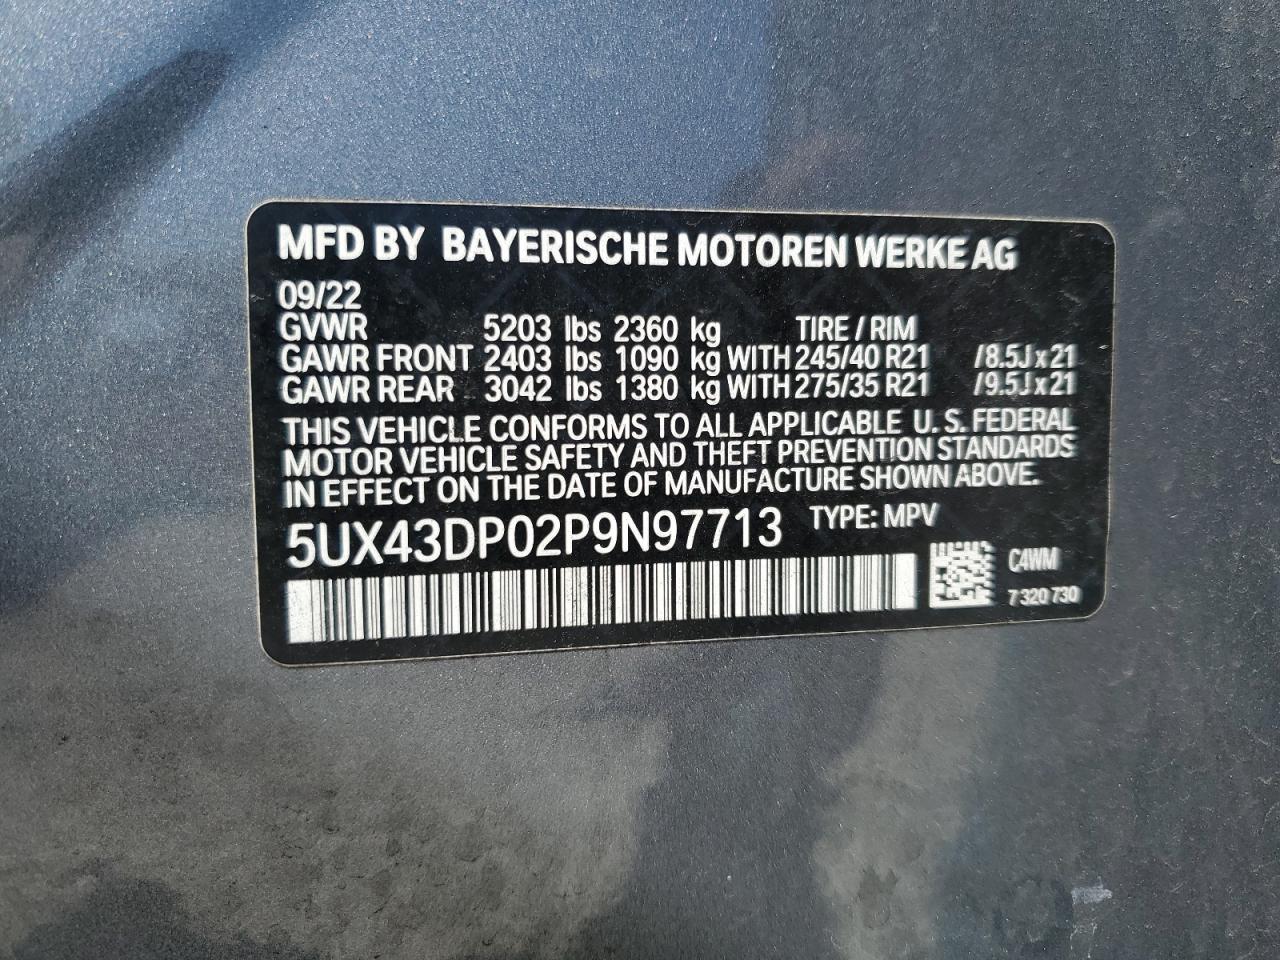 MFD BY BAYERISCHE MOTOREN WERKE AG
09/22
GVWR 5203 lbs 2360 kg TIRE / RIM
GAWR FRONT 2403 lbs 1090 kg WITH 245/40 R21 /8.5J x 21
GAWR REAR 3042 lbs 1380 kg WITH 275/35 R21 /9.5J x 21
THIS VEHICLE CONFORMS TO ALL APPLICABLE U. S. FEDERAL
MOTOR VEHICLE SAFETY AND THEFT PREVENTION STANDARDS
IN EFFECT ON THE DATE OF MANUFACTURE SHOWN ABOVE.
5UX43DP02P9N97713 TYPE: MPV
C4WM
7 320 730